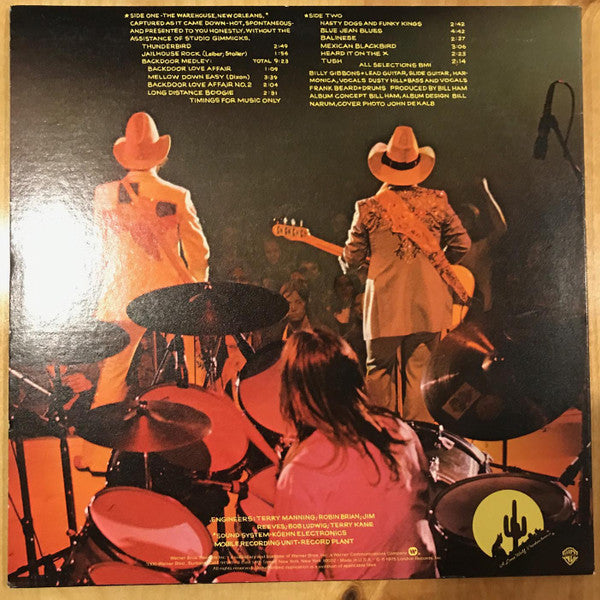 *SIDE ONE-THE WAREHOUSE, NEW ORLEANS, "
CAPTURED AS IT CAME DOWN-HOT, SPONTANEOUS-
AND PRESENTED TO YOU HONESTLY, WITHOUT THE
ASSISTANCE OF STUDIO GIMMICKS.
THUNDERBIRD 2:49
JAILHOUSE ROCK (Leiber, Stoller) 1:56
BACKDOOR MEDLEY: TOTAL 9:23
BACKDOOR LOVE AFFAIR 1:09
MELLOW DOWN EASY (Dixon) 3:39
BACKDOOR LOVE AFFAIR NO.2 2:04
LONG DISTANCE BOOGIE 2:31
TIMINGS FOR MUSIC ONLY
*SIDE TWO
NASTY DOGS AND FUNKY KINGS 2:42
BLUE JEAN BLUES 4:42
BALINESE 2:37
MEXICAN BLACKBIRD 3:06
HEARD IT ON THE X 2:23
TUSH 2:14
ALL SELECTIONS BMI
BILLY GIBBONS*LEAD GUITAR, SLIDE GUITAR, HAR-
MONICA, VOCALS DUSTY HILL*BASS AND VOCALS
FRANK BEARD*DRUMS PRODUCED BY BILL HAM
ALBUM CONCEPT BILL HAM, ALBUM DESIGN BILL
NARUM, COVER PHOTO JOHN DEKALB
ENGINEERS: TERRY MANNING; ROBIN BRIAN; JIM
REEVES; BOB LUDWIG; TERRY KANE
SOUND SYSTEM-KUEHN ELECTRONICS
MOBILE RECORDING UNIT-RECORD PLANT